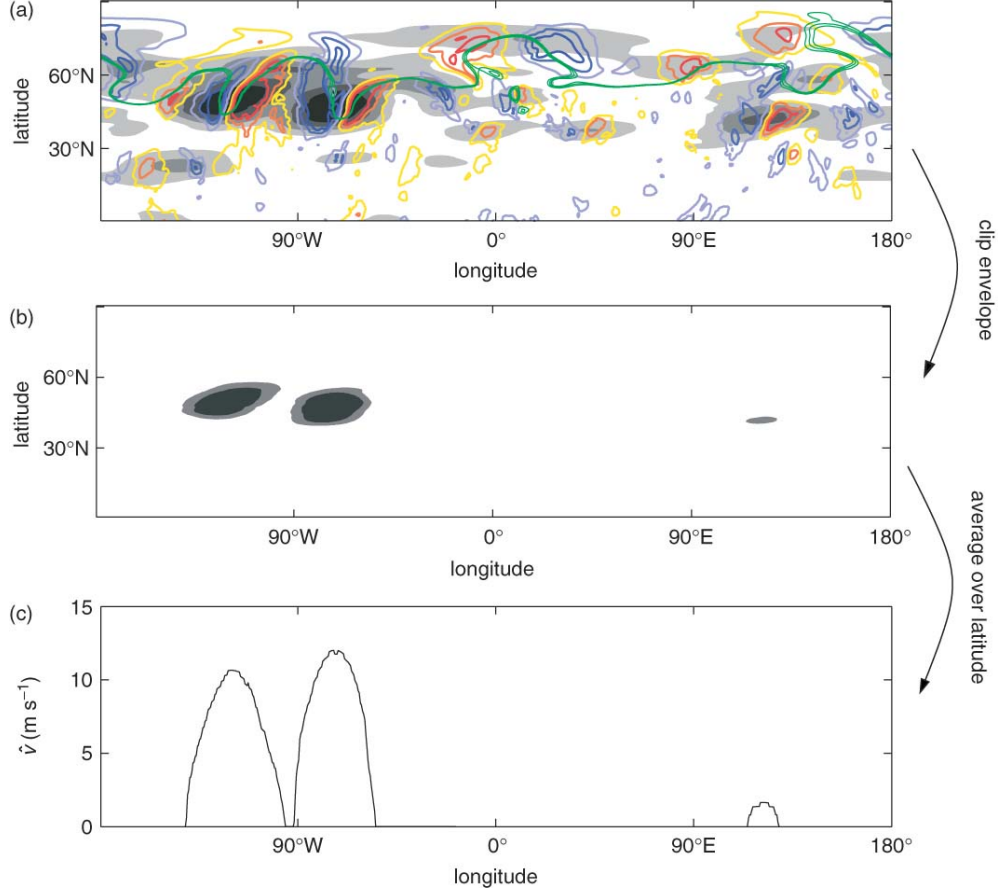 (a)
latitude
60°N
30°N
90°W 0° 90°E 180°
longitude
clip envelope
(b)
latitude
60°N
30°N
90°W 0° 90°E 180°
longitude
average over latitude
(c)
v̂ (m s⁻¹)
15
10
5
0
90°W 0° 90°E 180°
longitude